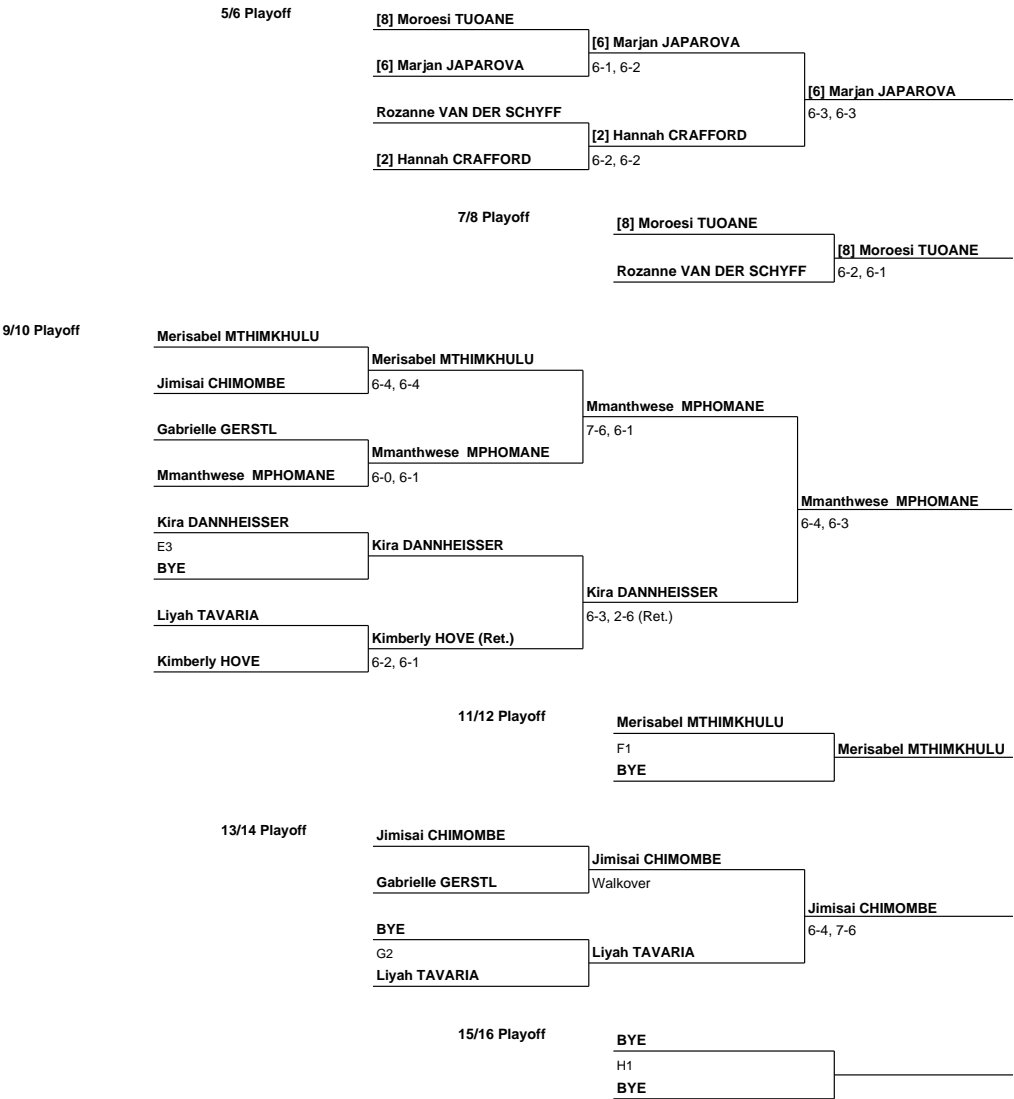 5/6 Playoff
[8] Moroesi TUOANE
[6] Marjan JAPAROVA
[6] Marjan JAPAROVA
6-1, 6-2
[6] Marjan JAPAROVA
Rozanne VAN DER SCHYFF
6-3, 6-3
[2] Hannah CRAFFORD
[2] Hannah CRAFFORD
6-2, 6-2
7/8 Playoff
[8] Moroesi TUOANE
[8] Moroesi TUOANE
Rozanne VAN DER SCHYFF
6-2, 6-1
9/10 Playoff
Merisabel MTHIMKHULU
Merisabel MTHIMKHULU
Jimisai CHIMOMBE
6-4, 6-4
Mmanthwese MPHOMANE
Gabrielle GERSTL
7-6, 6-1
Mmanthwese MPHOMANE
Mmanthwese MPHOMANE
6-0, 6-1
Mmanthwese MPHOMANE
Kira DANNHEISSER
6-4, 6-3
E3
Kira DANNHEISSER
BYE
Kira DANNHEISSER
Liyah TAVARIA
6-3, 2-6 (Ret.)
Kimberly HOVE (Ret.)
Kimberly HOVE
6-2, 6-1
11/12 Playoff
Merisabel MTHIMKHULU
F1
Merisabel MTHIMKHULU
BYE
13/14 Playoff
Jimisai CHIMOMBE
Jimisai CHIMOMBE
Gabrielle GERSTL
Walkover
Jimisai CHIMOMBE
BYE
6-4, 7-6
G2
Liyah TAVARIA
Liyah TAVARIA
15/16 Playoff
BYE
H1
BYE